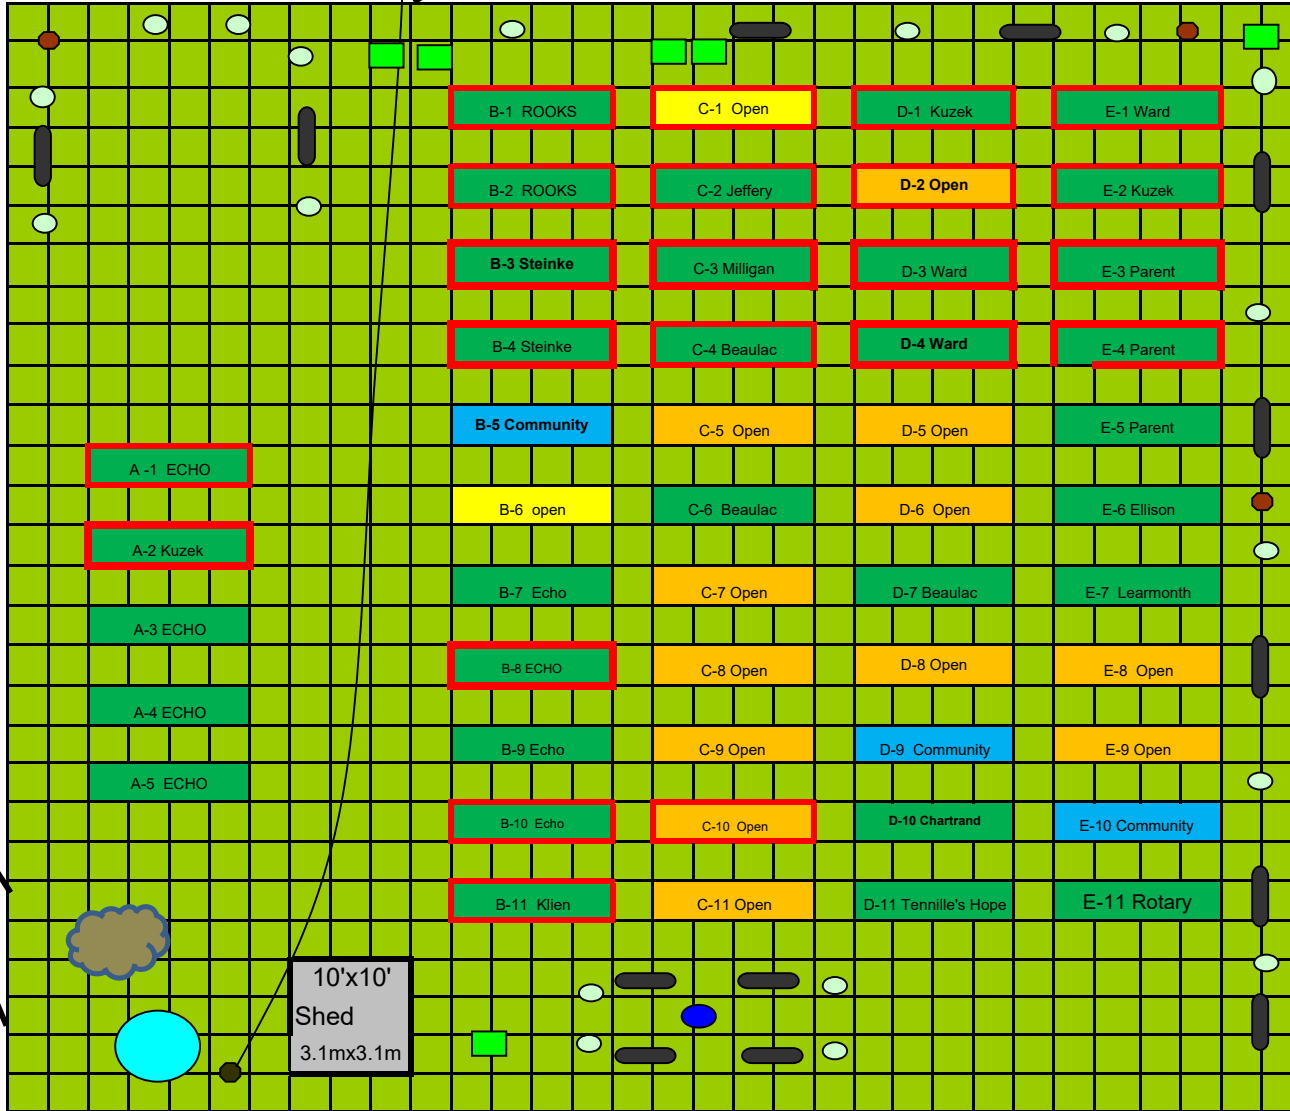 B-1 ROOKS
C-1 Open
D-1 Kuzek
E-1 Ward
B-2 ROOKS
C-2 Jeffery
D-2 Open
E-2 Kuzek
B-3 Steinke
C-3 Milligan
D-3 Ward
E-3 Parent
B-4 Steinke
C-4 Beaulac
D-4 Ward
E-4 Parent
B-5 Community
C-5 Open
D-5 Open
E-5 Parent
A -1 ECHO
B-6 open
C-6 Beaulac
D-6 Open
E-6 Ellison
A-2 Kuzek
B-7 Echo
C-7 Open
D-7 Beaulac
E-7 Learmonth
A-3 ECHO
B-8 ECHO
C-8 Open
D-8 Open
E-8 Open
A-4 ECHO
B-9 Echo
C-9 Open
D-9 Community
E-9 Open
A-5 ECHO
B-10 Echo
C-10 Open
D-10 Chartrand
E-10 Community
B-11 Klien
C-11 Open
D-11 Tennille's Hope
E-11 Rotary
10'x10'
Shed
3.1mx3.1m